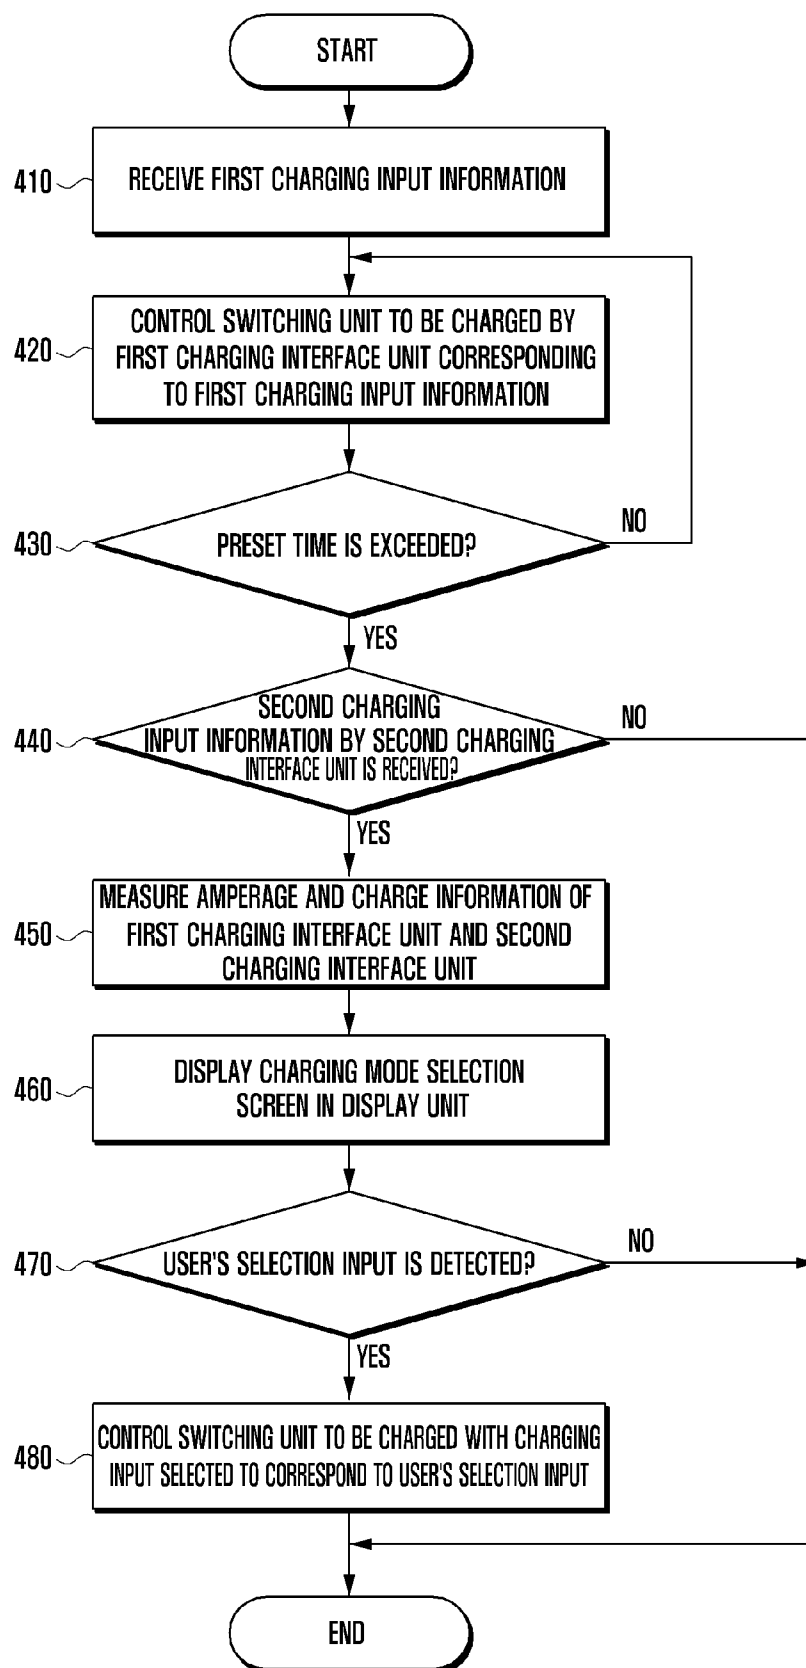 START
410
RECEIVE FIRST CHARGING INPUT INFORMATION
420
CONTROL SWITCHING UNIT TO BE CHARGED BY
FIRST CHARGING INTERFACE UNIT CORRESPONDING
TO FIRST CHARGING INPUT INFORMATION
430
PRESET TIME IS EXCEEDED?
NO
YES
440
SECOND CHARGING
INPUT INFORMATION BY SECOND CHARGING
INTERFACE UNIT IS RECEIVED?
NO
YES
450
MEASURE AMPERAGE AND CHARGE INFORMATION OF
FIRST CHARGING INTERFACE UNIT AND SECOND
CHARGING INTERFACE UNIT
460
DISPLAY CHARGING MODE SELECTION
SCREEN IN DISPLAY UNIT
470
USER'S SELECTION INPUT IS DETECTED?
NO
YES
480
CONTROL SWITCHING UNIT TO BE CHARGED WITH CHARGING
INPUT SELECTED TO CORRESPOND TO USER'S SELECTION INPUT
END